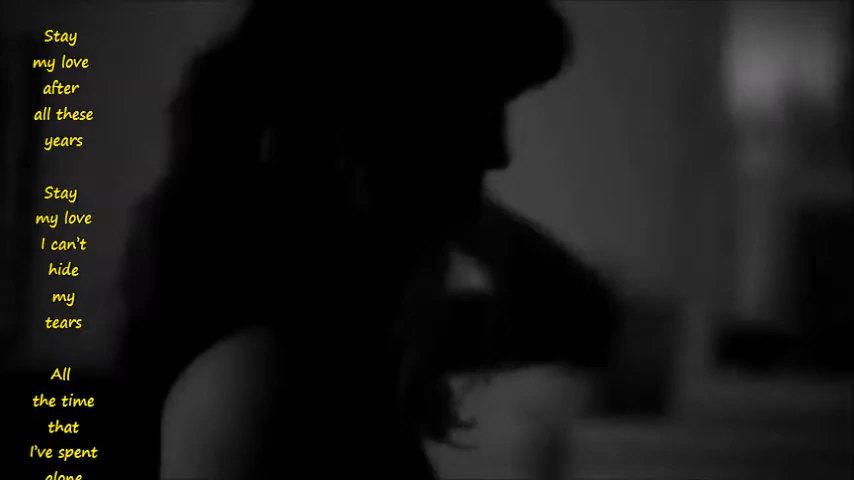 Stay
my love
after
all these
years
Stay
my love
I can't
hide
my
tears
All
the time
that
I've spent
alone